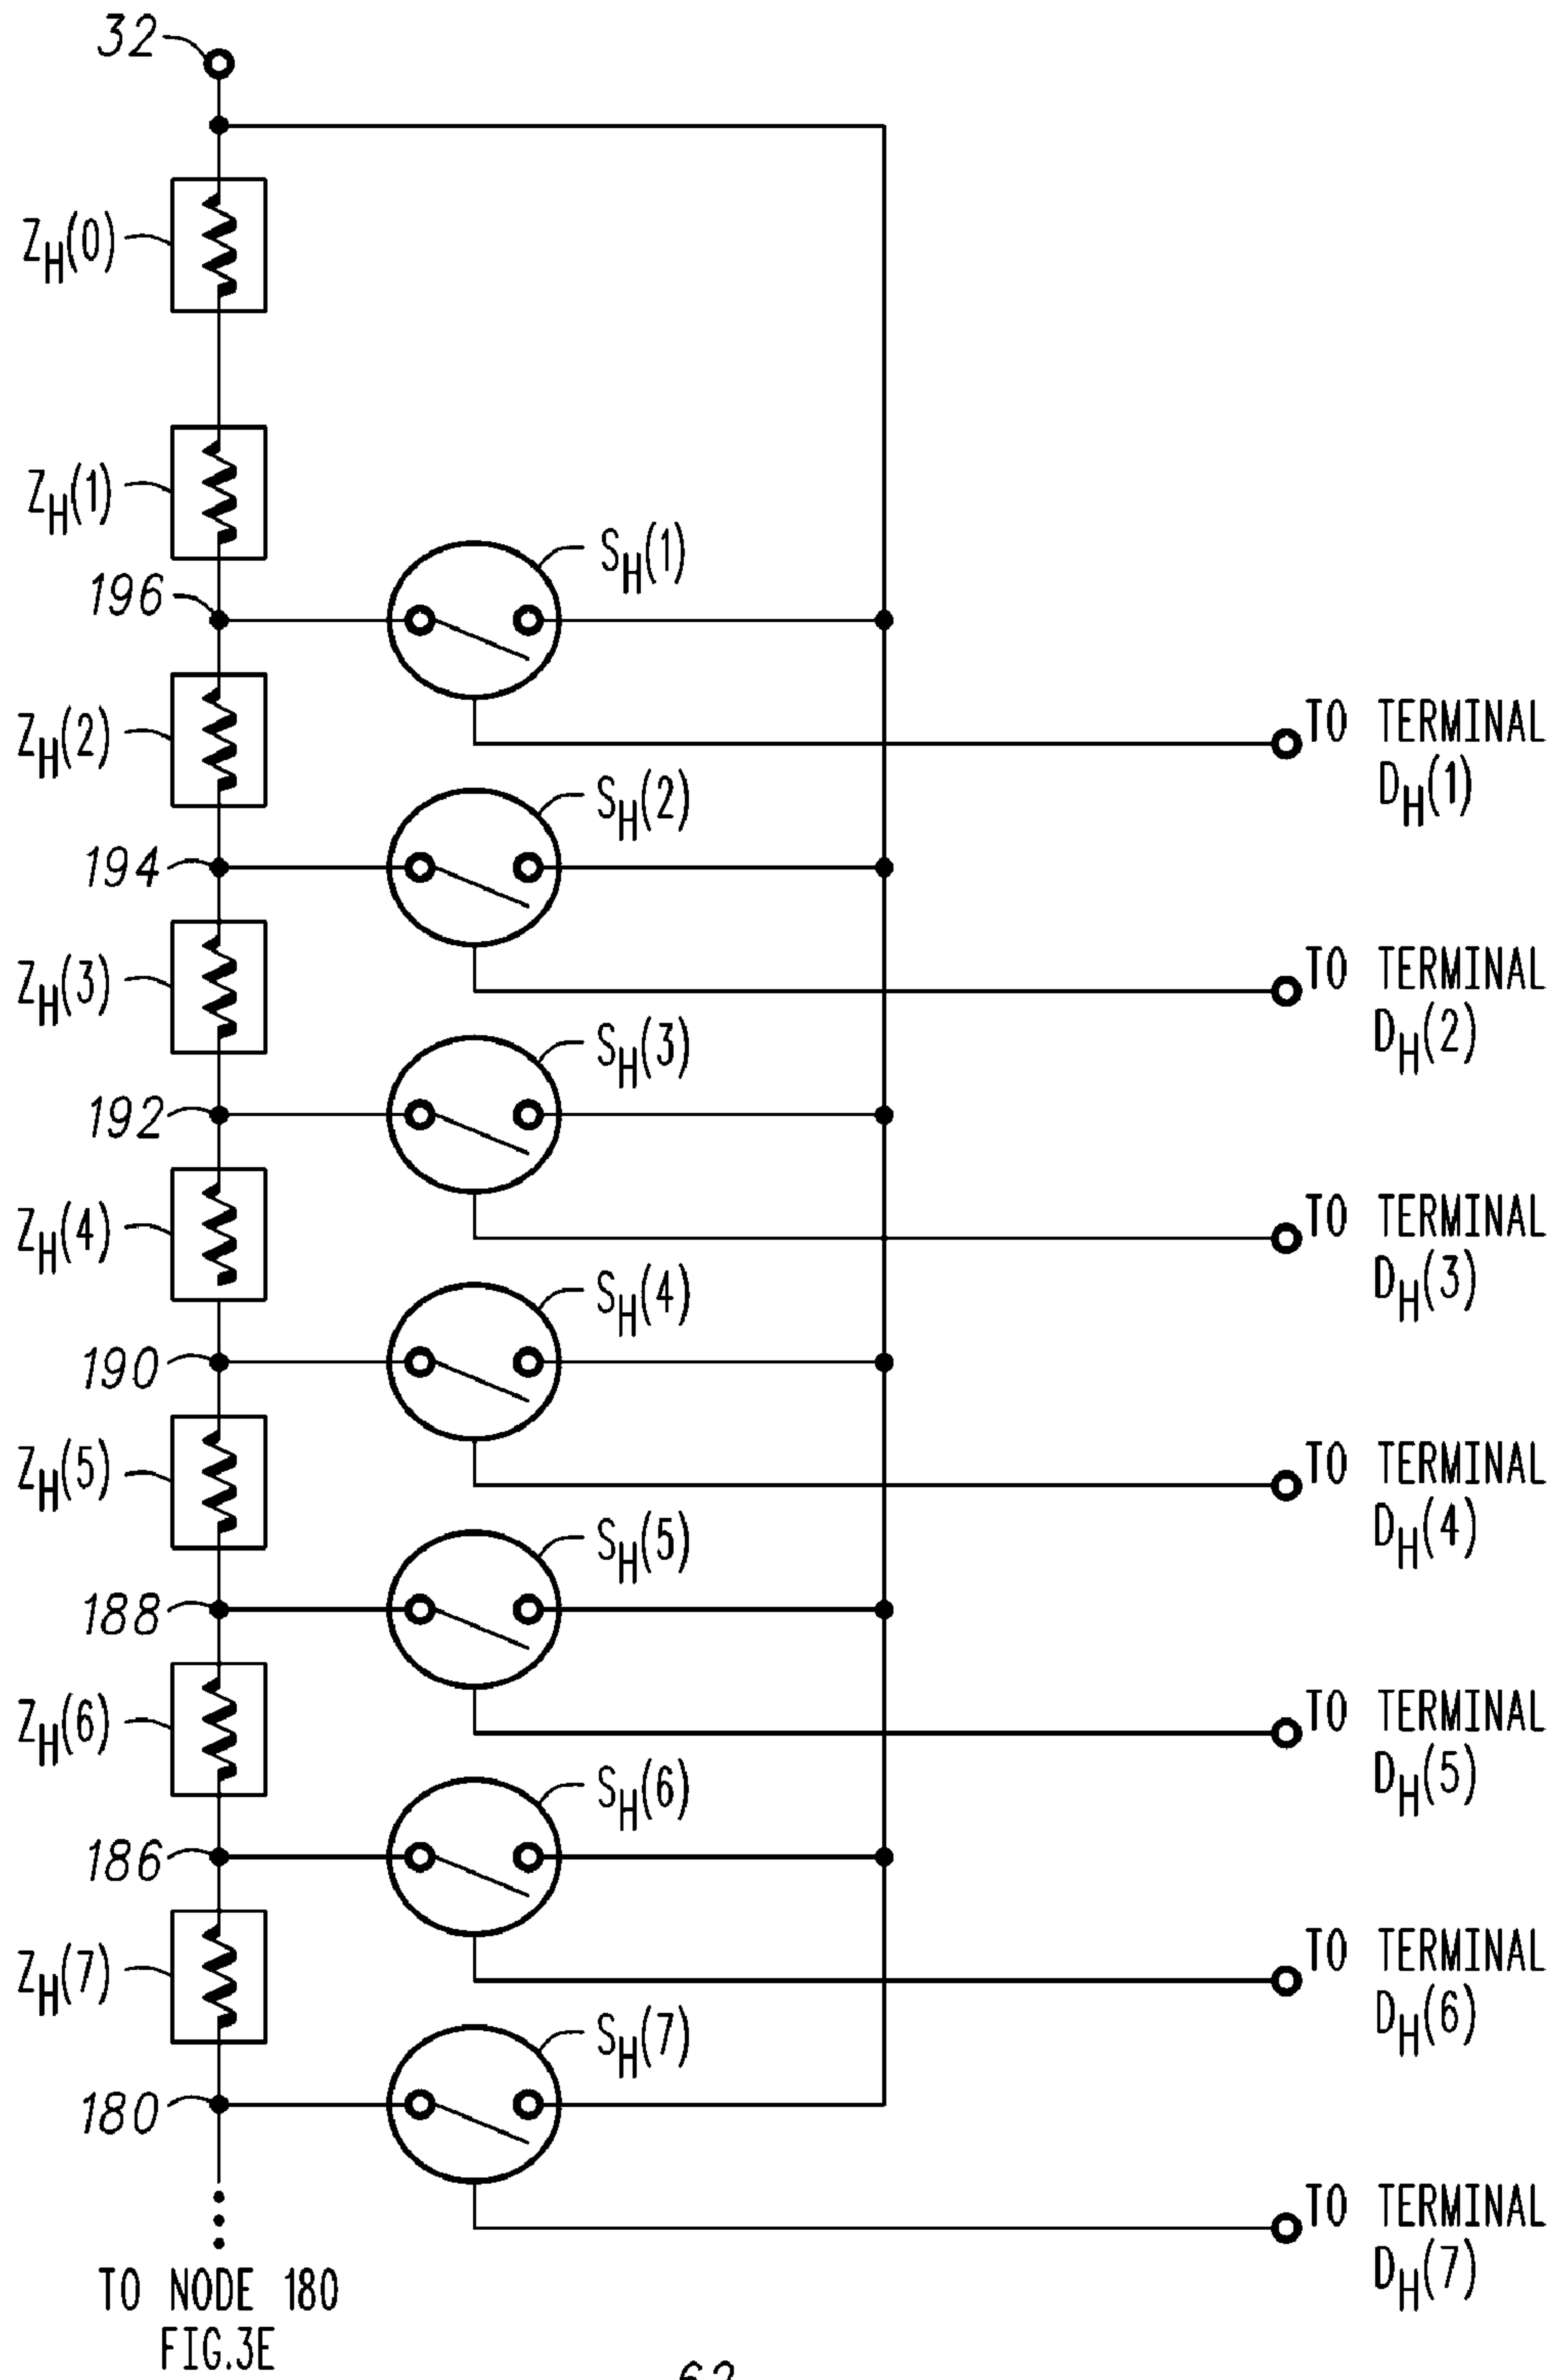 32
Z_H(0)
Z_H(1)
S_H(1)
196
Z_H(2)
TO TERMINAL
D_H(1)
S_H(2)
194
Z_H(3)
TO TERMINAL
D_H(2)
S_H(3)
192
Z_H(4)
TO TERMINAL
D_H(3)
S_H(4)
190
Z_H(5)
TO TERMINAL
D_H(4)
S_H(5)
188
Z_H(6)
TO TERMINAL
D_H(5)
S_H(6)
186
Z_H(7)
TO TERMINAL
D_H(6)
S_H(7)
180
TO TERMINAL
D_H(7)
TO NODE 180
FIG.3E